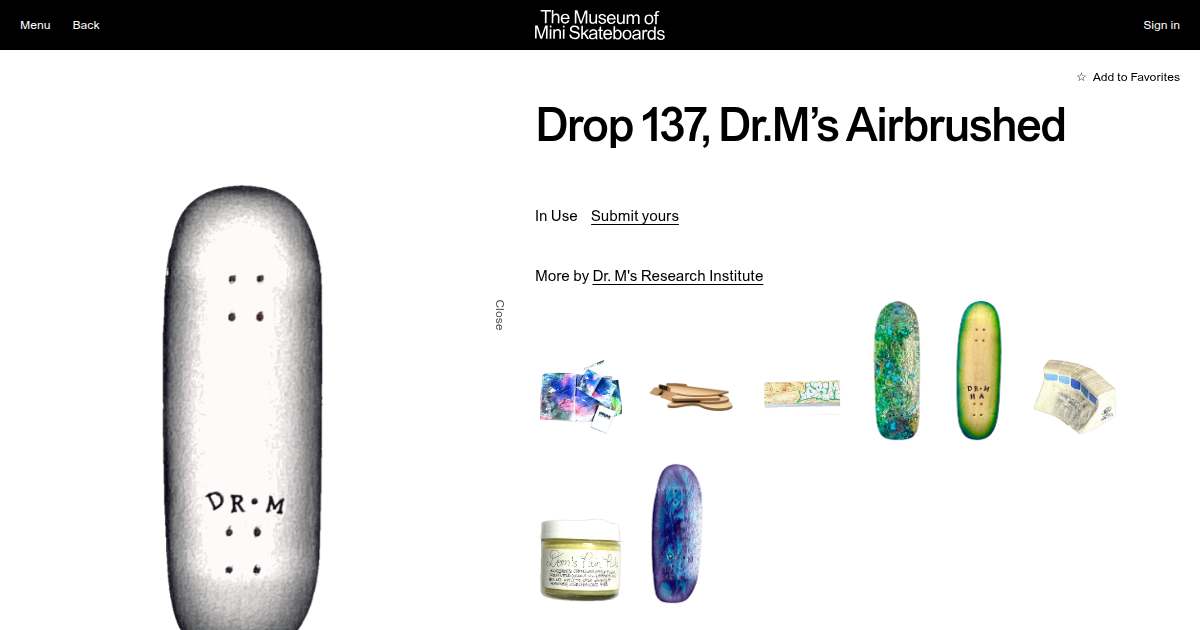 Menu
Back
The Museum of
Mini Skateboards
Sign in
☆ Add to Favorites
Drop 137, Dr.M’s Airbrushed
In Use Submit yours
More by Dr. M's Research Institute
Close
DR•M
DR•M